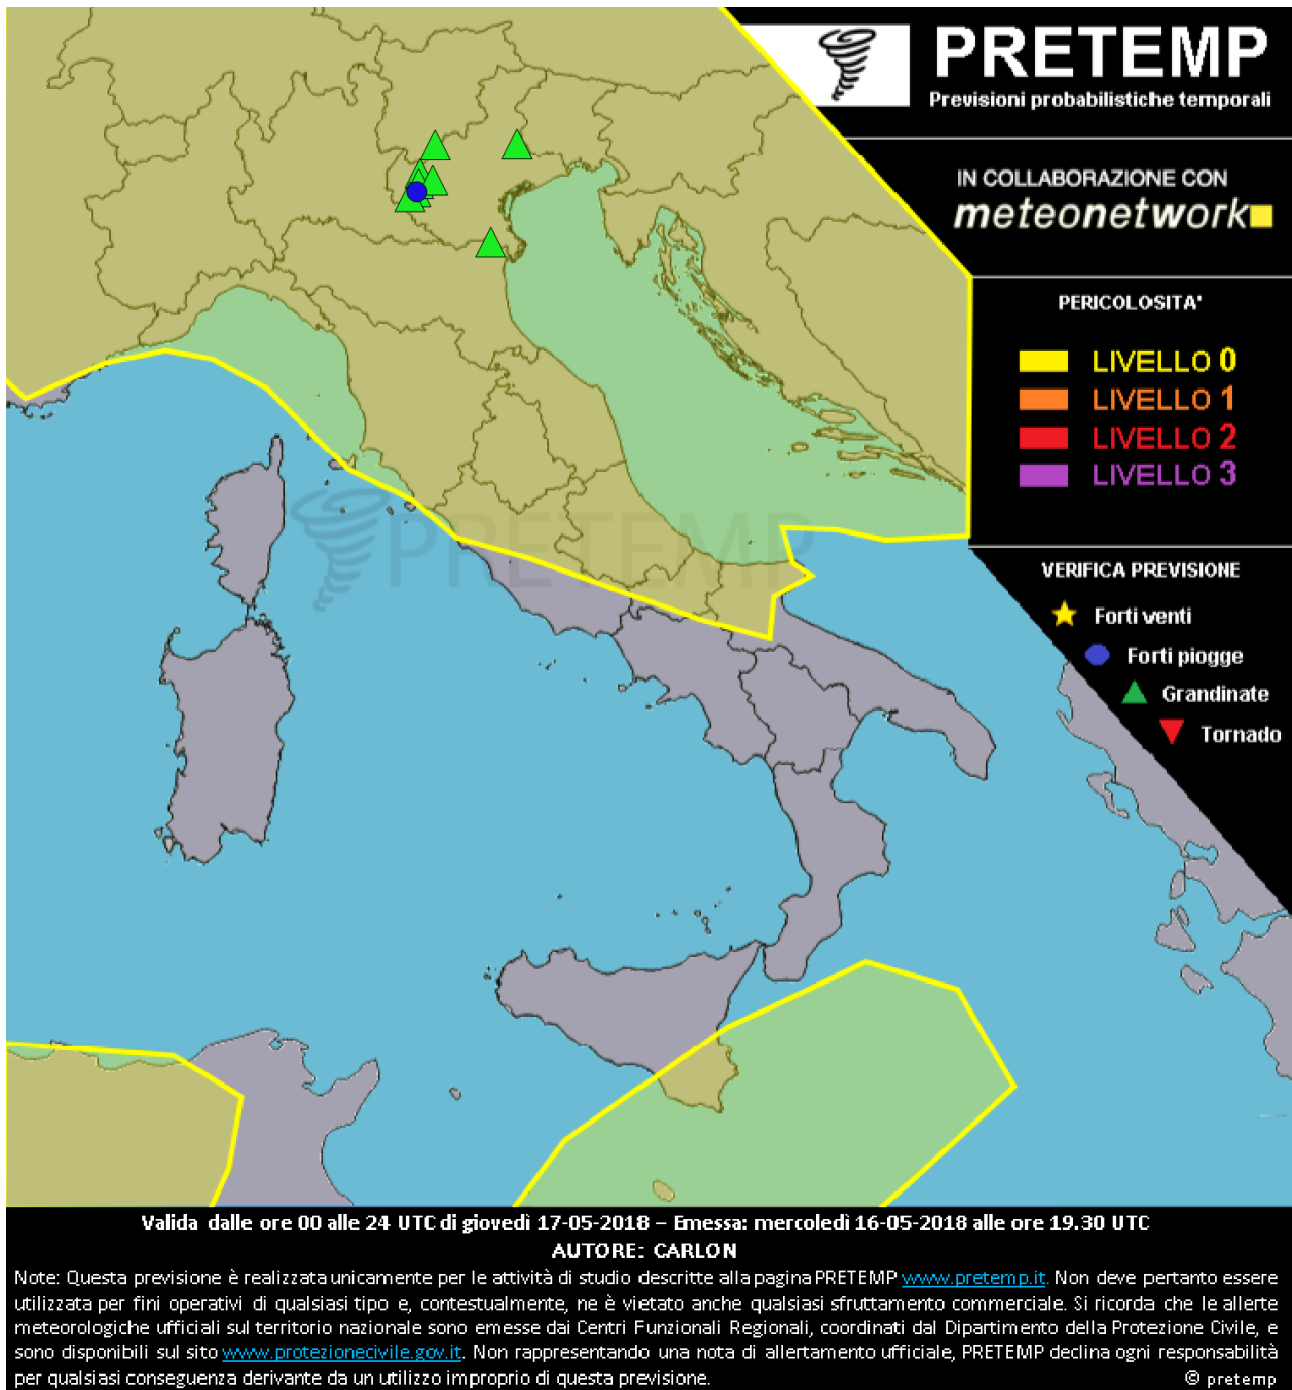 PRETEMP
Previsioni probabilistiche temporali
IN COLLABORAZIONE CON
meteonetwork
PERICOLOSITA'
LIVELLO 0
LIVELLO 1
LIVELLO 2
LIVELLO 3
PRETEMP
VERIFICA PREVISIONE
Forti venti
Forti piogge
Grandinate
Tornado
Valida dalle ore 00 alle 24 UTC di giovedì 17-05-2018 – Emessa: mercoledì 16-05-2018 alle ore 19.30 UTC
AUTORE: CARLON
Note: Questa previsione è realizzata unicamente per le attività di studio descritte alla pagina PRETEMP www.pretemp.it. Non deve pertanto essere
utilizzata per fini operativi di qualsiasi tipo e, contestualmente, ne è vietato anche qualsiasi sfruttamento commerciale. Si ricorda che le allerte
meteorologiche ufficiali sul territorio nazionale sono emesse dai Centri Funzionali Regionali, coordinati dal Dipartimento della Protezione Civile, e
sono disponibili sul sito www.protezionecivile.gov.it. Non rappresentando una nota di allertamento ufficiale, PRETEMP declina ogni responsabilità
per qualsiasi conseguenza derivante da un utilizzo improprio di questa previsione.
© pretemp